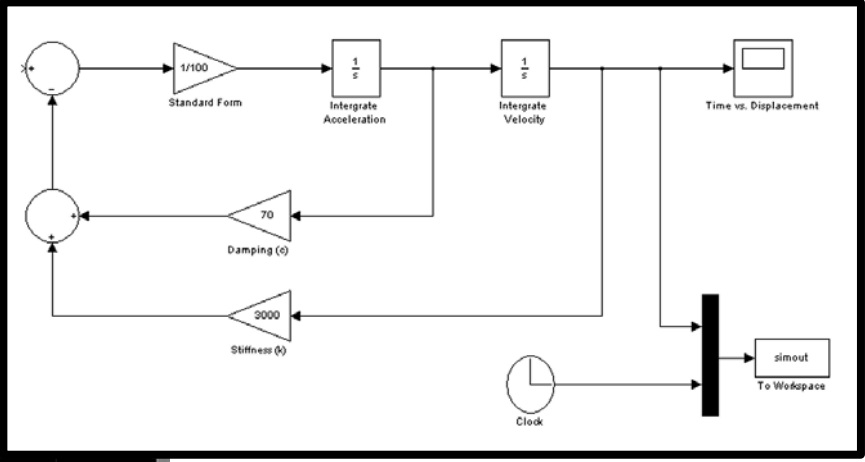 +
−
1/100
Standard Form
1
s
Intergrate
Acceleration
1
s
Intergrate
Velocity
Time vs. Displacement
+
+
70
Damping (c)
3000
Stiffness (k)
Clock
simout
To Workspace